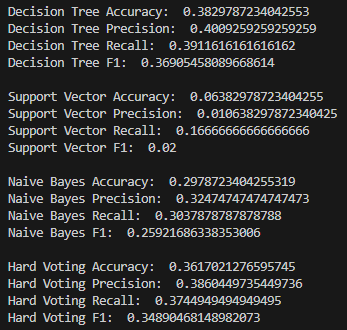 Decision Tree Accuracy:  0.3829787234042553
Decision Tree Precision:  0.4009259259259259
Decision Tree Recall:  0.3911616161616162
Decision Tree F1:  0.36905458089668614
Support Vector Accuracy:  0.06382978723404255
Support Vector Precision:  0.010638297872340425
Support Vector Recall:  0.16666666666666666
Support Vector F1:  0.02
Naive Bayes Accuracy:  0.2978723404255319
Naive Bayes Precision:  0.32474747474747473
Naive Bayes Recall:  0.3037878787878788
Naive Bayes F1:  0.25921686338353006
Hard Voting Accuracy:  0.3617021276595745
Hard Voting Precision:  0.3860449735449736
Hard Voting Recall:  0.3744949494949495
Hard Voting F1:  0.34890468148982073